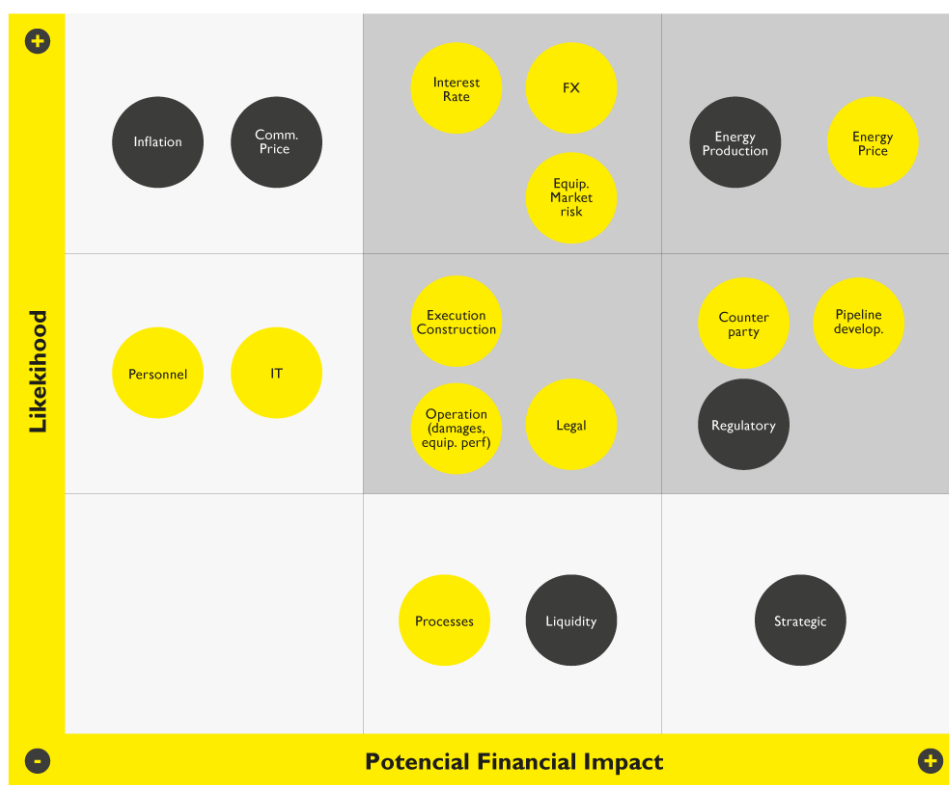 +
Interest
Rate
FX
Inflation
Comm.
Price
Energy
Production
Energy
Price
Equip.
Market
risk
Likekihood
Execution
Construction
Counter
party
Pipeline
develop.
Personnel
IT
Operation
(damages,
equip. perf)
Legal
Regulatory
Processes
Liquidity
Strategic
-
Potencial Financial Impact
+